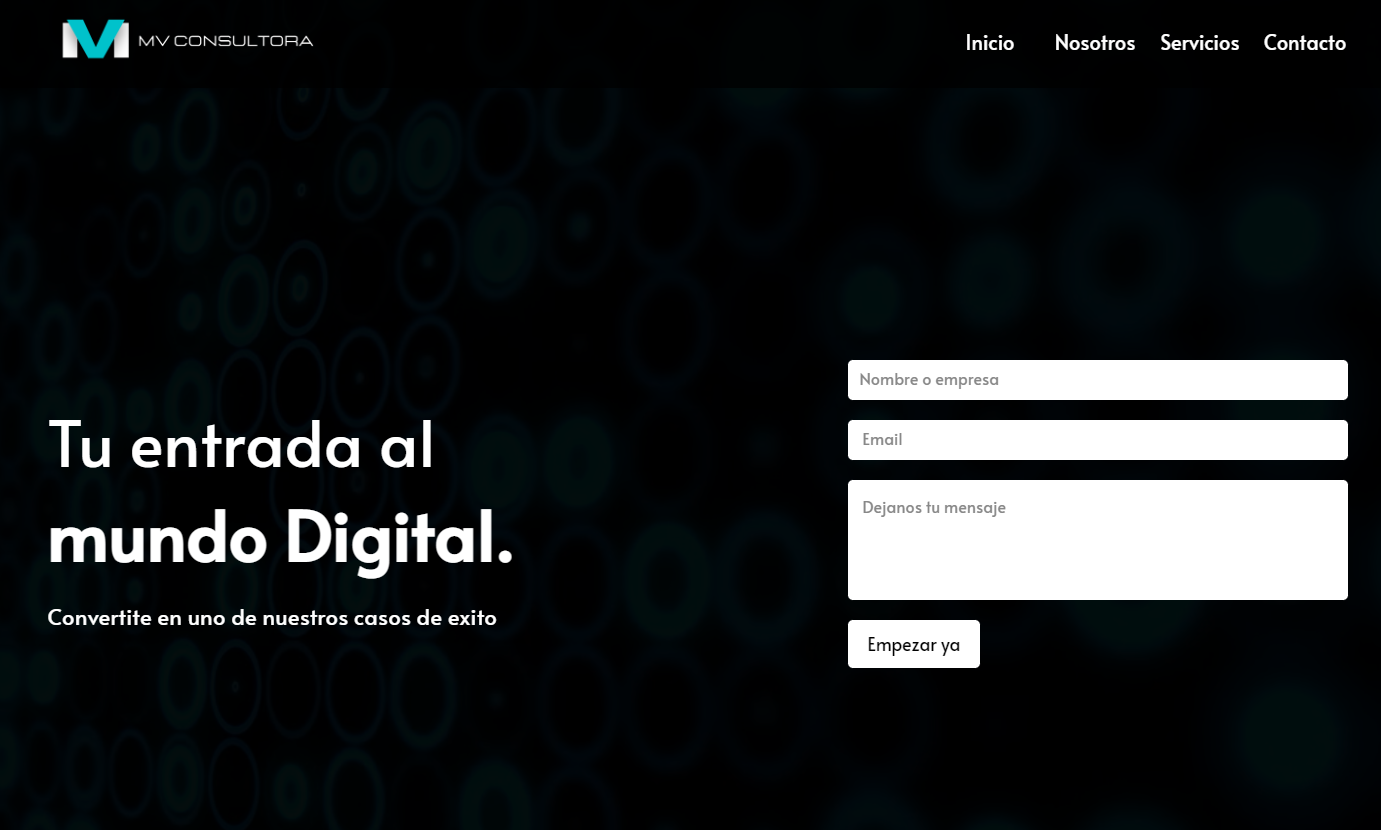 MV CONSULTORA
Inicio Nosotros Servicios Contacto
Tu entrada al
mundo Digital.
Convertite en uno de nuestros casos de exito
Nombre o empresa
Email
Dejanos tu mensaje
Empezar ya